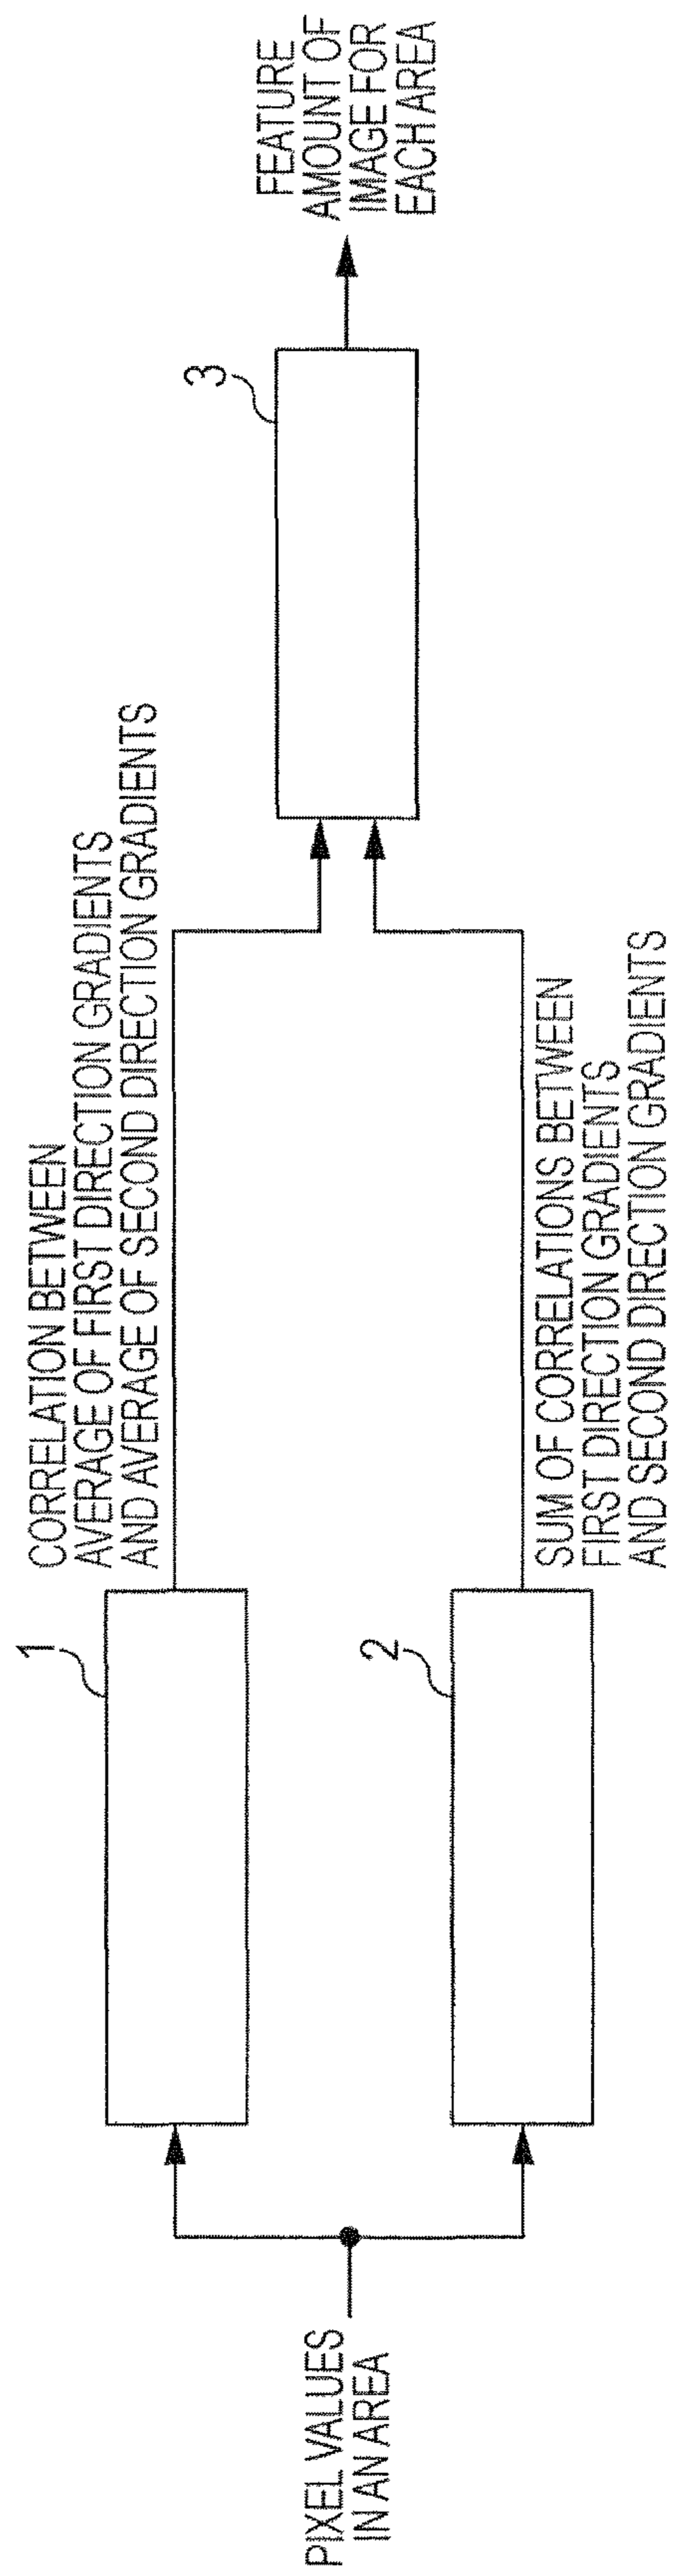 PIXEL VALUES
IN AN AREA
1
CORRELATION BETWEEN
AVERAGE OF FIRST DIRECTION GRADIENTS
AND AVERAGE OF SECOND DIRECTION GRADIENTS
2
SUM OF CORRELATIONS BETWEEN
FIRST DIRECTION GRADIENTS
AND SECOND DIRECTION GRADIENTS
3
FEATURE
AMOUNT OF
IMAGE FOR
EACH AREA